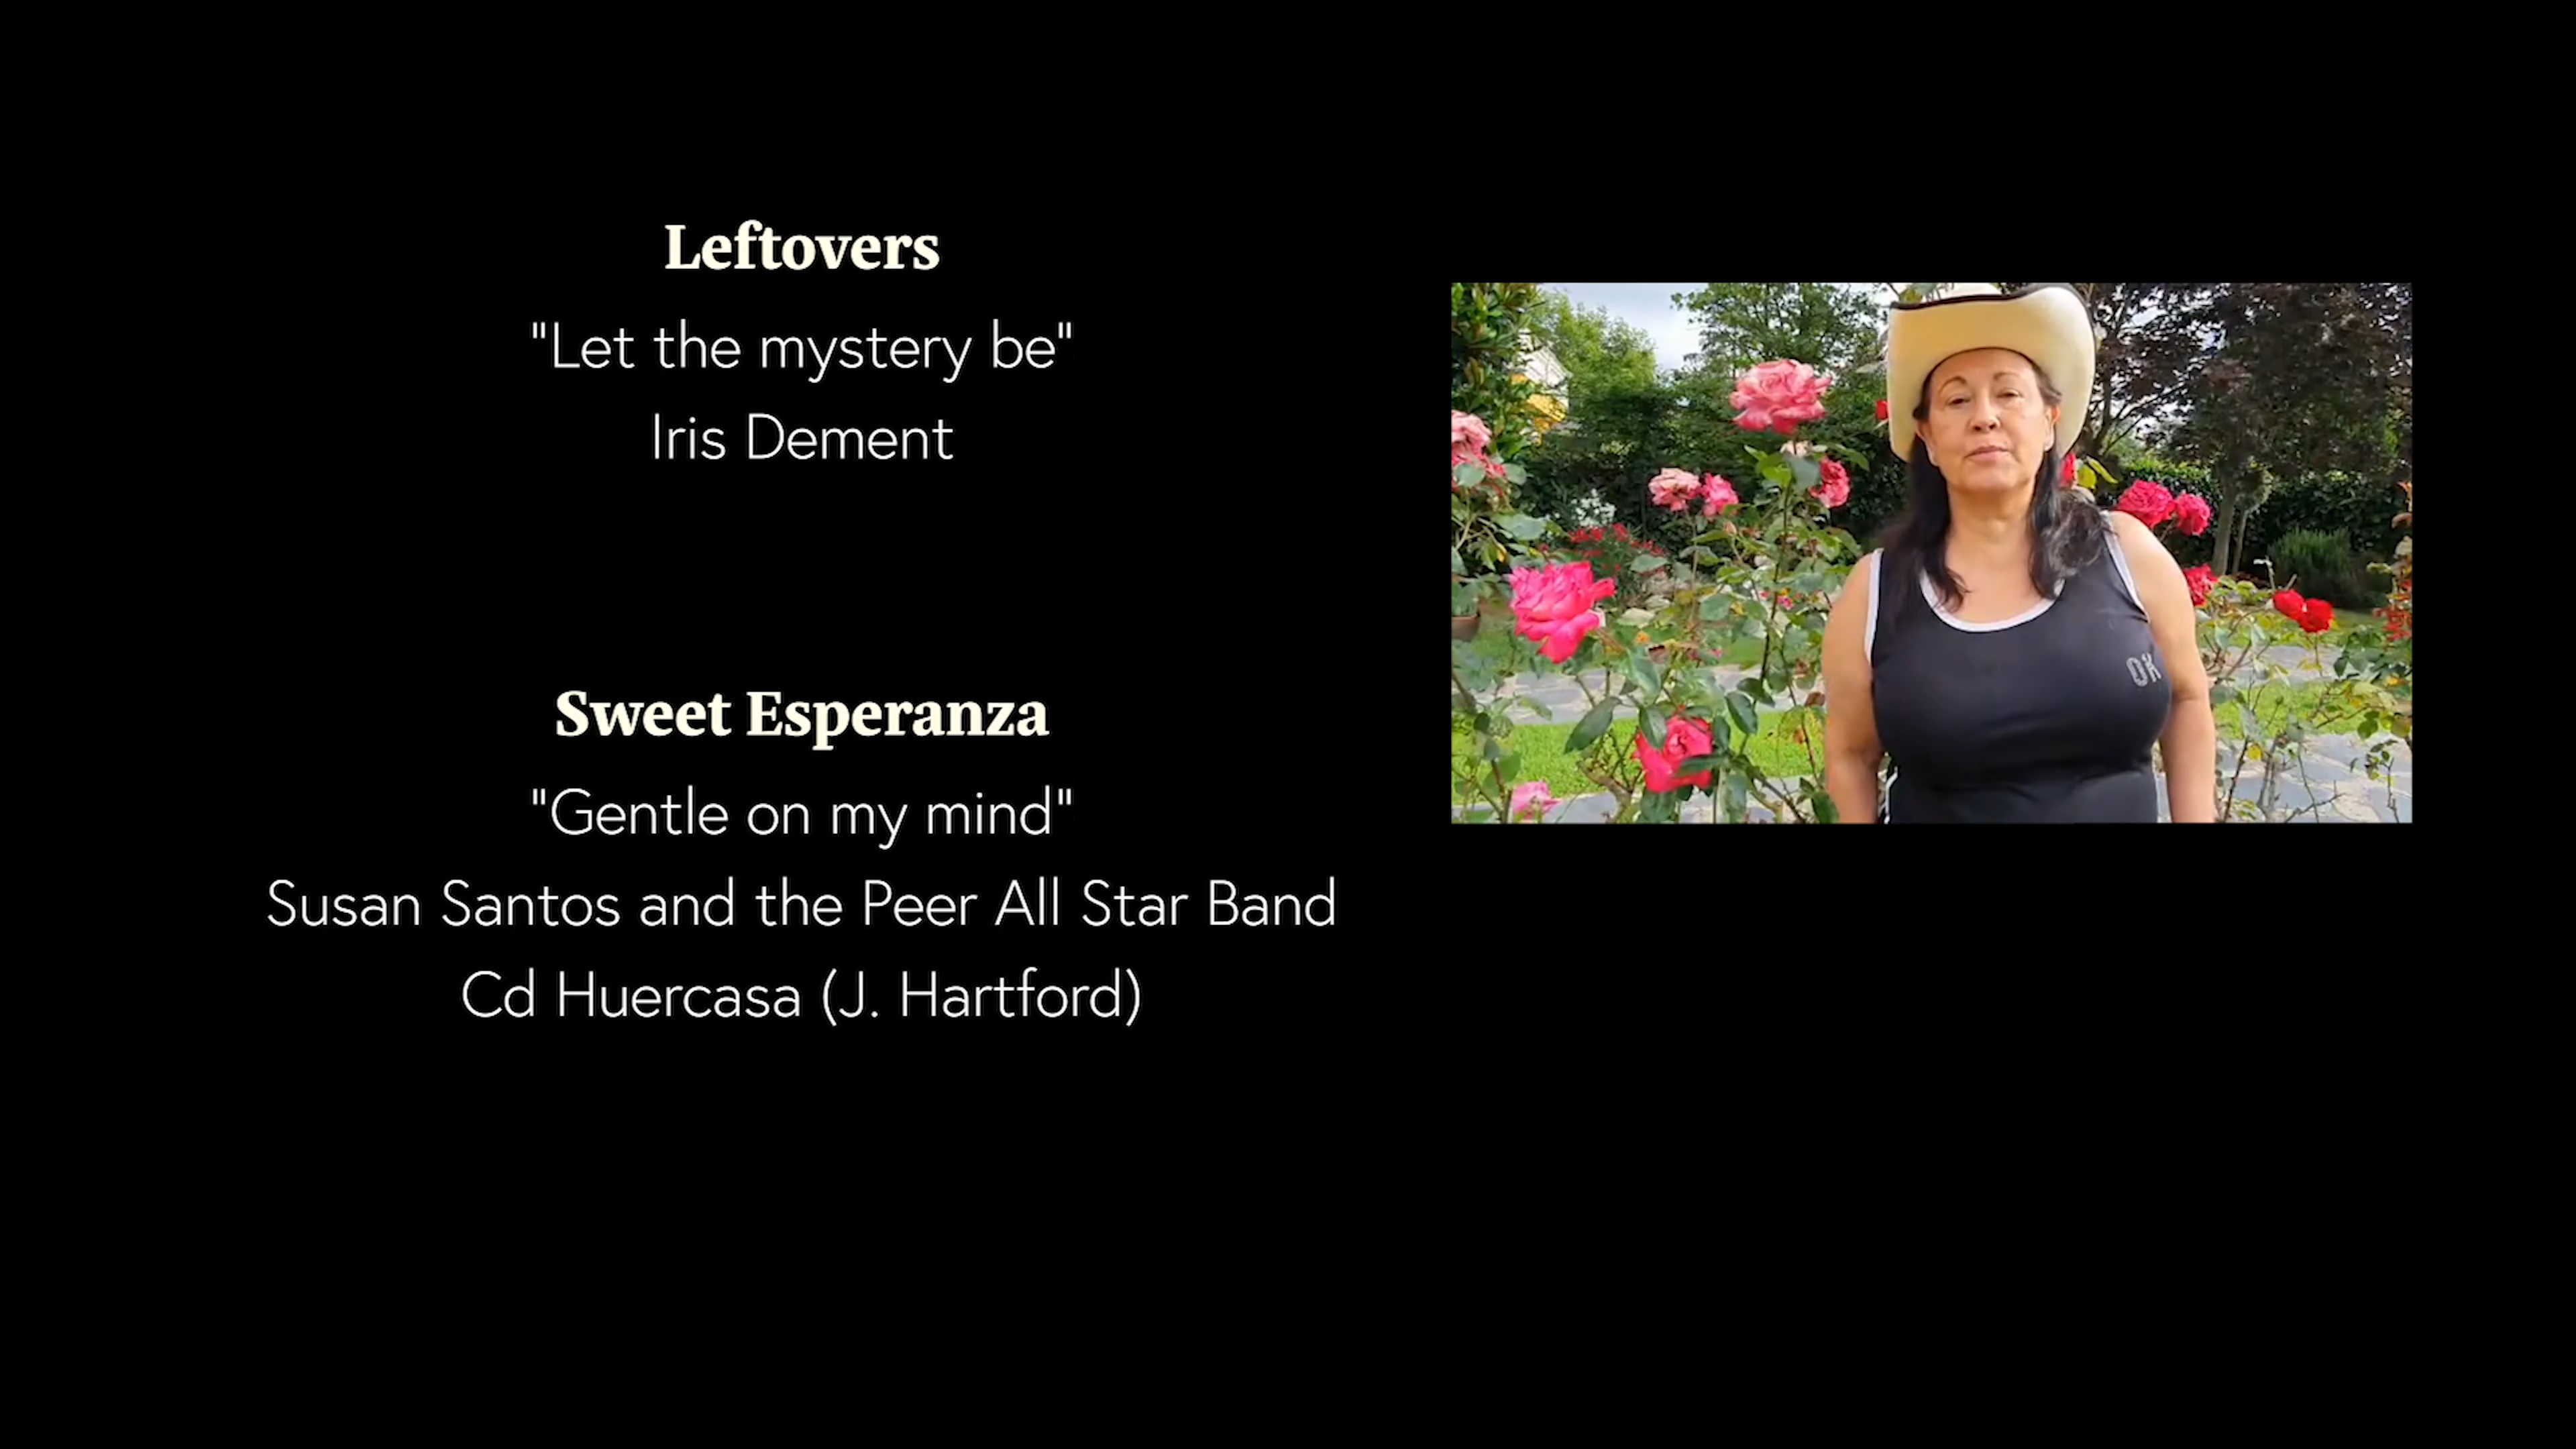 Leftovers
"Let the mystery be"
Iris Dement
Sweet Esperanza
"Gentle on my mind"
Susan Santos and the Peer All Star Band
Cd Huercasa (J. Hartford)
OK